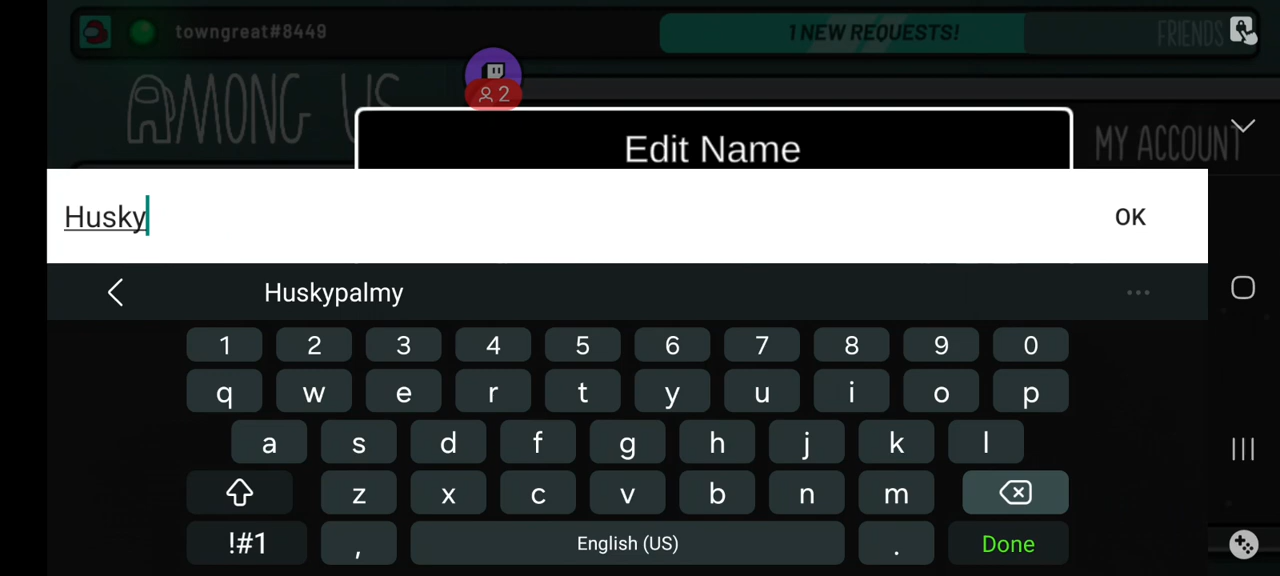 towngreat#8449
1 NEW REQUESTS!
FRIENDS
AMONG US
2
Edit Name
MY ACCOUNT
Husky
OK
Huskypalmy
...
1 2 3 4 5 6 7 8 9 0
q w e r t y u i o p
a s d f g h j k l
z x c v b n m
!#1 , English (US) . Done